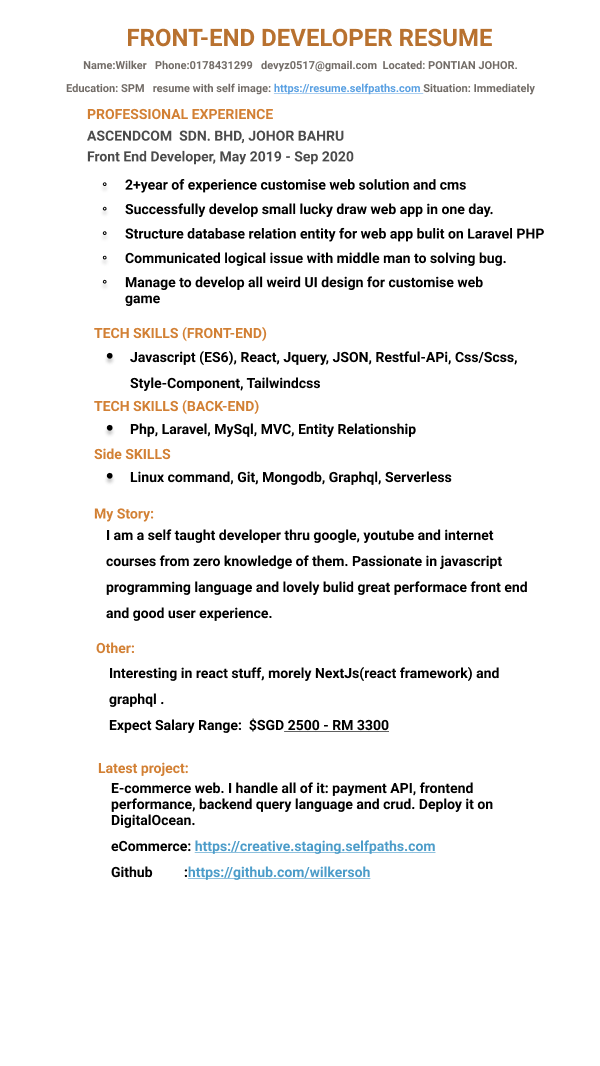 FRONT-END DEVELOPER RESUME
Name:Wilker Phone:0178431299 devyz0517@gmail.com Located: PONTIAN JOHOR.
Education: SPM resume with self image: https://resume.selfpaths.com Situation: Immediately
PROFESSIONAL EXPERIENCE
ASCENDCOM SDN. BHD, JOHOR BAHRU
Front End Developer, May 2019 - Sep 2020
◦ 2+year of experience customise web solution and cms
◦ Successfully develop small lucky draw web app in one day.
◦ Structure database relation entity for web app bulit on Laravel PHP
◦ Communicated logical issue with middle man to solving bug.
◦ Manage to develop all weird UI design for customise web
game
TECH SKILLS (FRONT-END)
● Javascript (ES6), React, Jquery, JSON, Restful-APi, Css/Scss,
Style-Component, Tailwindcss
TECH SKILLS (BACK-END)
● Php, Laravel, MySql, MVC, Entity Relationship
Side SKILLS
● Linux command, Git, Mongodb, Graphql, Serverless
My Story:
I am a self taught developer thru google, youtube and internet
courses from zero knowledge of them. Passionate in javascript
programming language and lovely bulid great performace front end
and good user experience.
Other:
Interesting in react stuff, morely NextJs(react framework) and
graphql .
Expect Salary Range: $SGD 2500 - RM 3300
Latest project:
E-commerce web. I handle all of it: payment API, frontend
performance, backend query language and crud. Deploy it on
DigitalOcean.
eCommerce: https://creative.staging.selfpaths.com
Github :https://github.com/wilkersoh